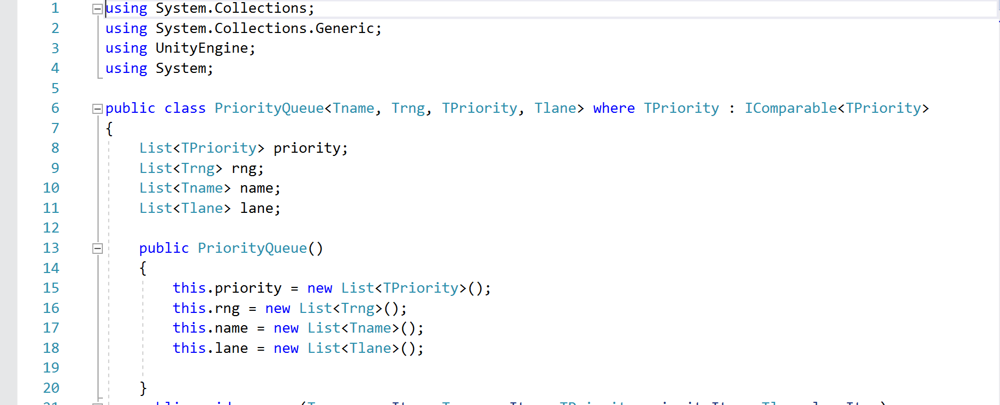 1 using System.Collections;
2 using System.Collections.Generic;
3 using UnityEngine;
4 using System;
5
6 public class PriorityQueue<Tname, Trng, TPriority, Tlane> where TPriority : IComparable<TPriority>
7 {
8 List<TPriority> priority;
9 List<Trng> rng;
10 List<Tname> name;
11 List<Tlane> lane;
12
13 public PriorityQueue()
14 {
15 this.priority = new List<TPriority>();
16 this.rng = new List<Trng>();
17 this.name = new List<Tname>();
18 this.lane = new List<Tlane>();
19
20 }